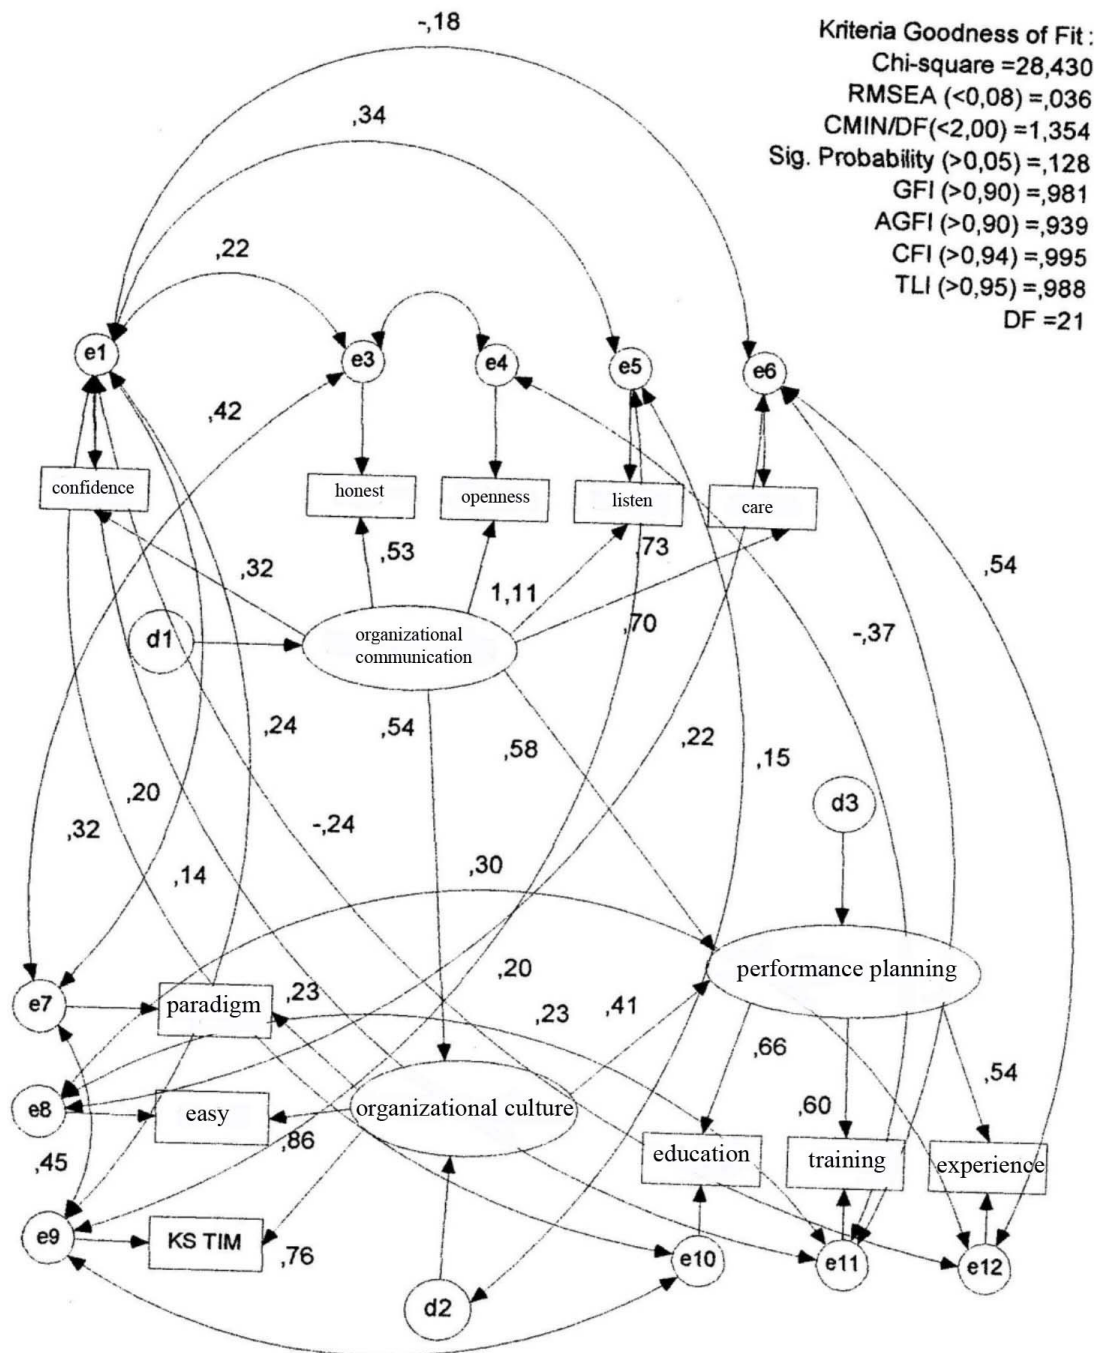 -,18
Kriteria Goodness of Fit :
Chi-square =28,430
RMSEA (<0,08) =,036
CMIN/DF(<2,00) =1,354
Sig. Probability (>0,05) =,128
GFI (>0,90) =,981
AGFI (>0,90) =,939
CFI (>0,94) =,995
TLI (>0,95) =,988
DF =21
,34
,22
e1
e3
e4
e5
e6
,42
confidence
honest
openness
listen
care
,32
,53
1,11
,73
,54
d1
organizational
communication
,70
-,37
,24
,54
,58
,22
,15
,20
,32
-,24
d3
,14
,30
performance planning
e7
paradigm
,23
,20
,23
,41
,66
,54
e8
easy
organizational culture
,60
,86
,45
education
training
experience
e9
KS TIM
,76
e10
e11
e12
d2